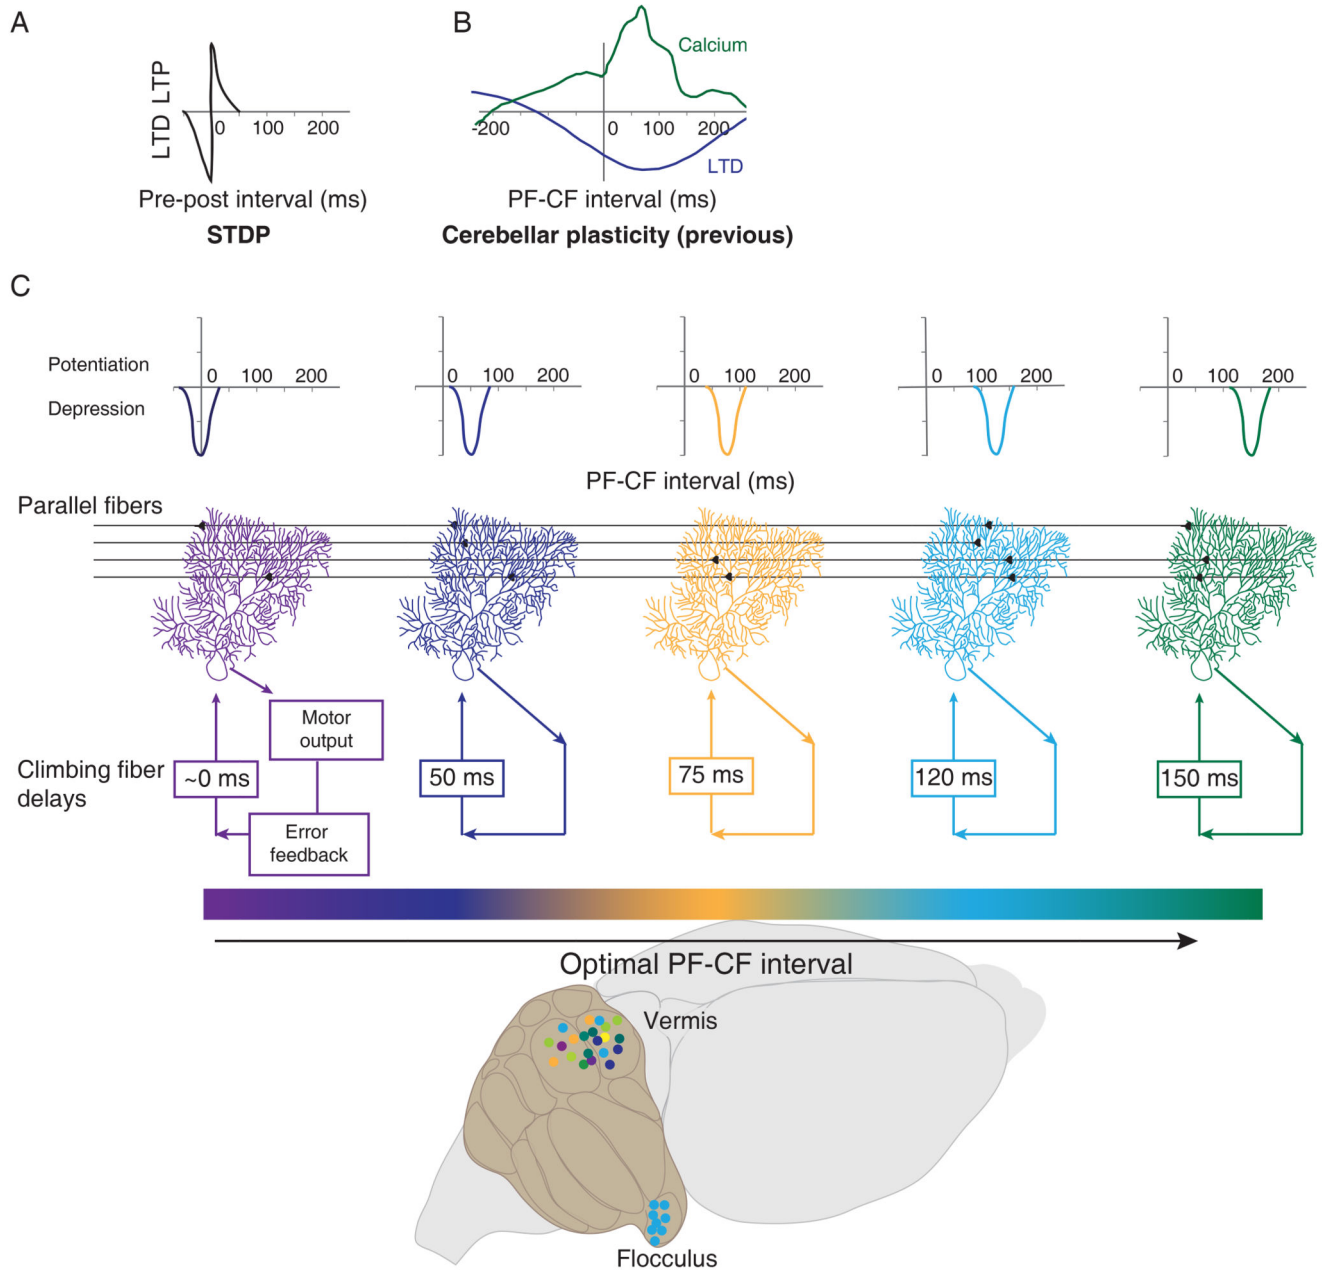 A
LTD LTP
0 100 200
Pre-post interval (ms)
STDP
B
Calcium
-200 0 100 200
LTD
PF-CF interval (ms)
Cerebellar plasticity (previous)
C
Potentiation
Depression
0 100 200
0 100 200
0 100 200
0 100 200
0 100 200
PF-CF interval (ms)
Parallel fibers
Climbing fiber
delays
~0 ms
Motor
output
Error
feedback
50 ms
75 ms
120 ms
150 ms
Optimal PF-CF interval
Vermis
Flocculus